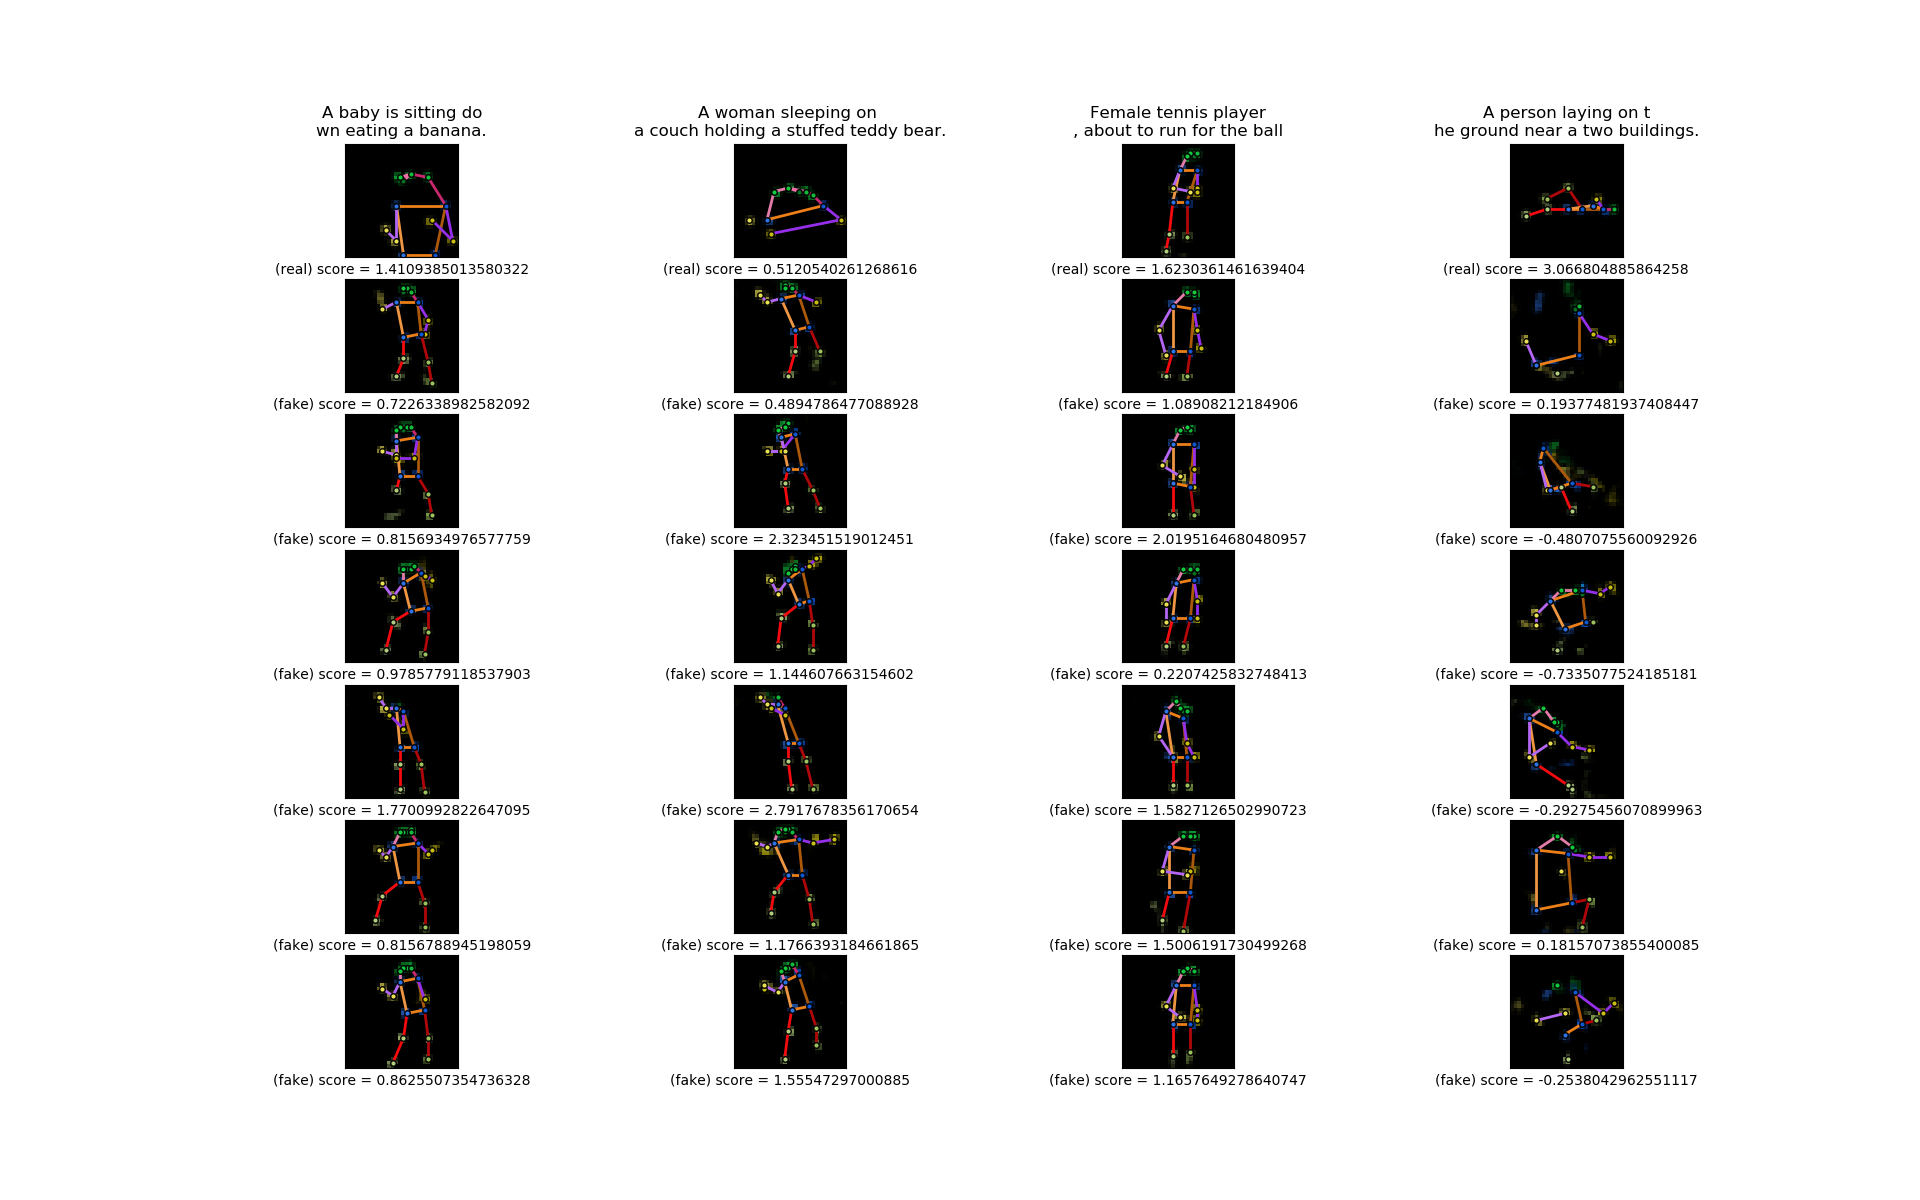 A baby is sitting do
wn eating a banana.
A woman sleeping on
a couch holding a stuffed teddy bear.
Female tennis player
, about to run for the ball
A person laying on t
he ground near a two buildings.
(real) score = 1.4109385013580322
(real) score = 0.5120540261268616
(real) score = 1.6230361461639404
(real) score = 3.066804885864258
(fake) score = 0.7226338982582092
(fake) score = 0.4894786477088928
(fake) score = 1.08908212184906
(fake) score = 0.19377481937408447
(fake) score = 0.8156934976577759
(fake) score = 2.323451519012451
(fake) score = 2.0195164680480957
(fake) score = -0.4807075560092926
(fake) score = 0.9785779118537903
(fake) score = 1.144607663154602
(fake) score = 0.2207425832748413
(fake) score = -0.7335077524185181
(fake) score = 1.7700992822647095
(fake) score = 2.7917678356170654
(fake) score = 1.5827126502990723
(fake) score = -0.29275456070899963
(fake) score = 0.8156788945198059
(fake) score = 1.1766393184661865
(fake) score = 1.5006191730499268
(fake) score = 0.18157073855400085
(fake) score = 0.8625507354736328
(fake) score = 1.55547297000885
(fake) score = 1.1657649278640747
(fake) score = -0.2538042962551117